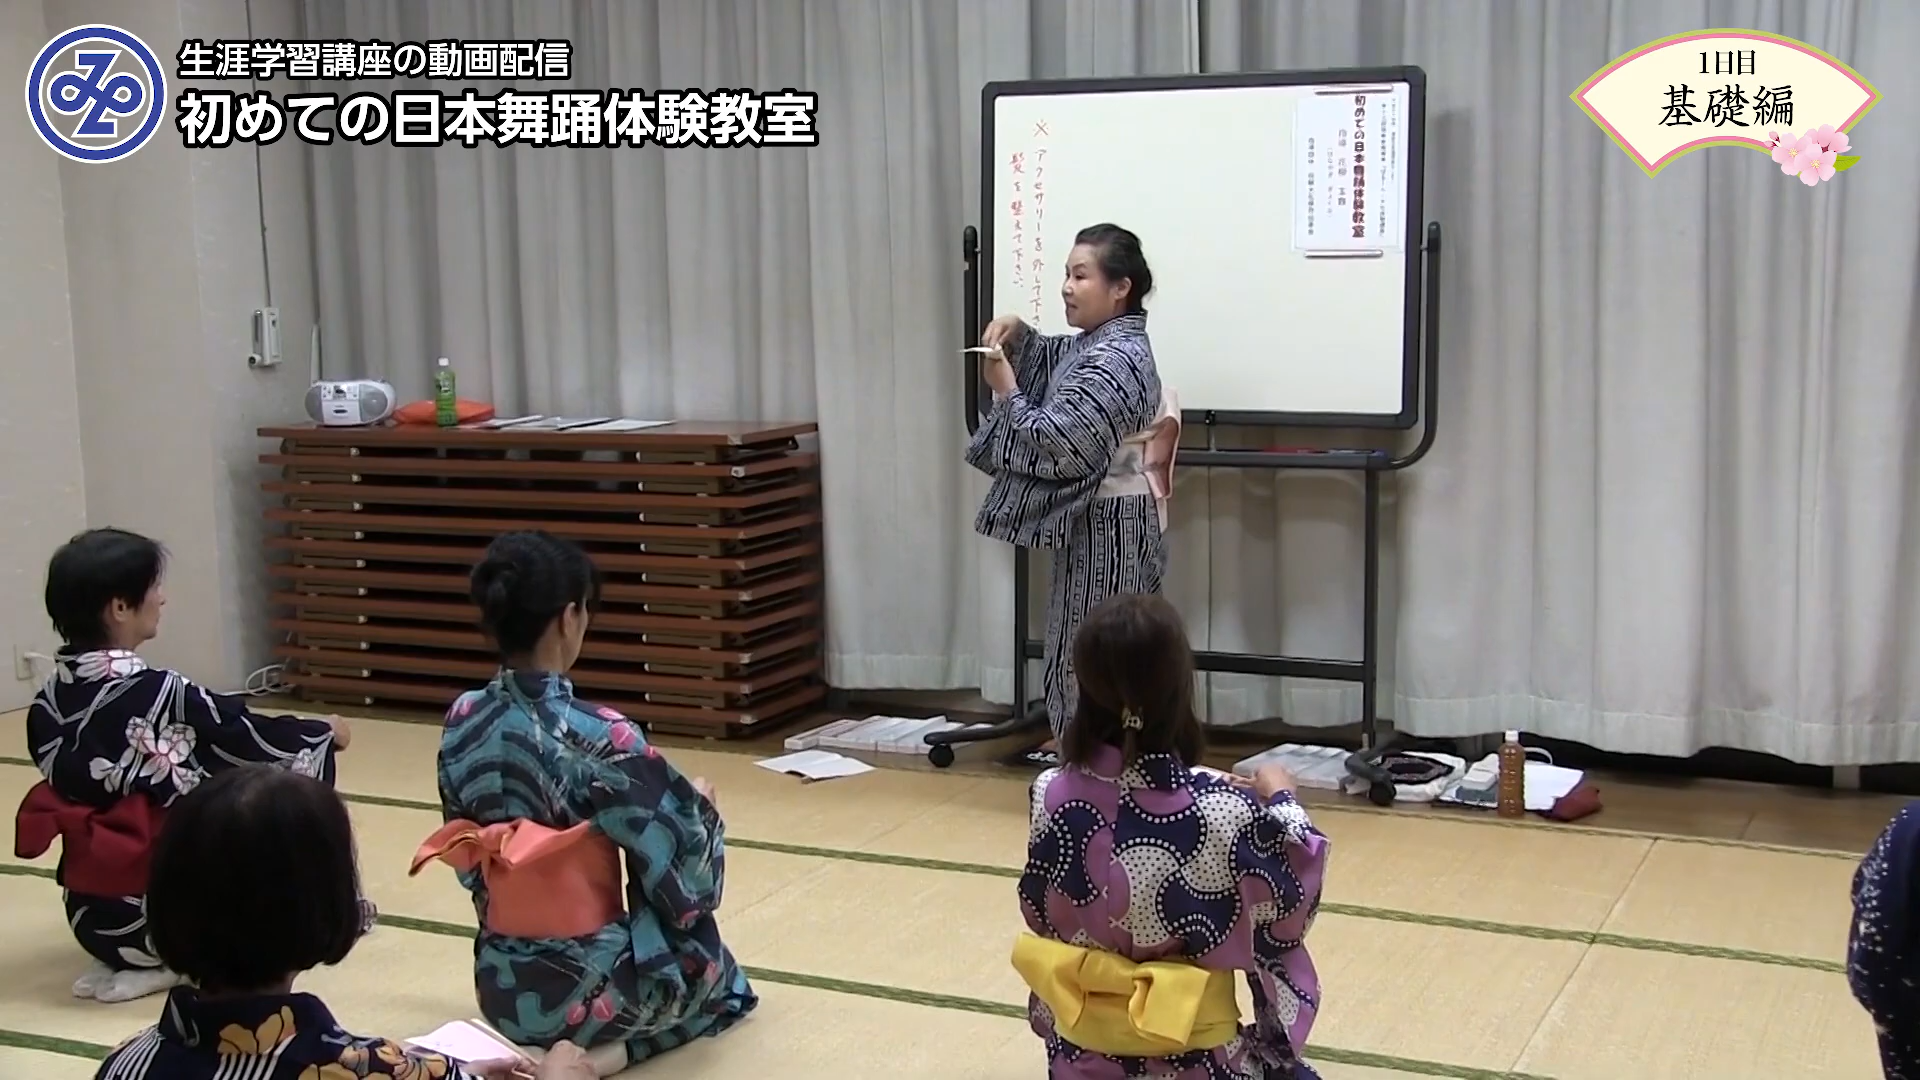 生涯学習講座の動画配信
初めての日本舞踊体験教室
1日目
基礎編
初めての日本舞踊体験教室
※アクセサリーを外して下さ
髪を整えて下さい。